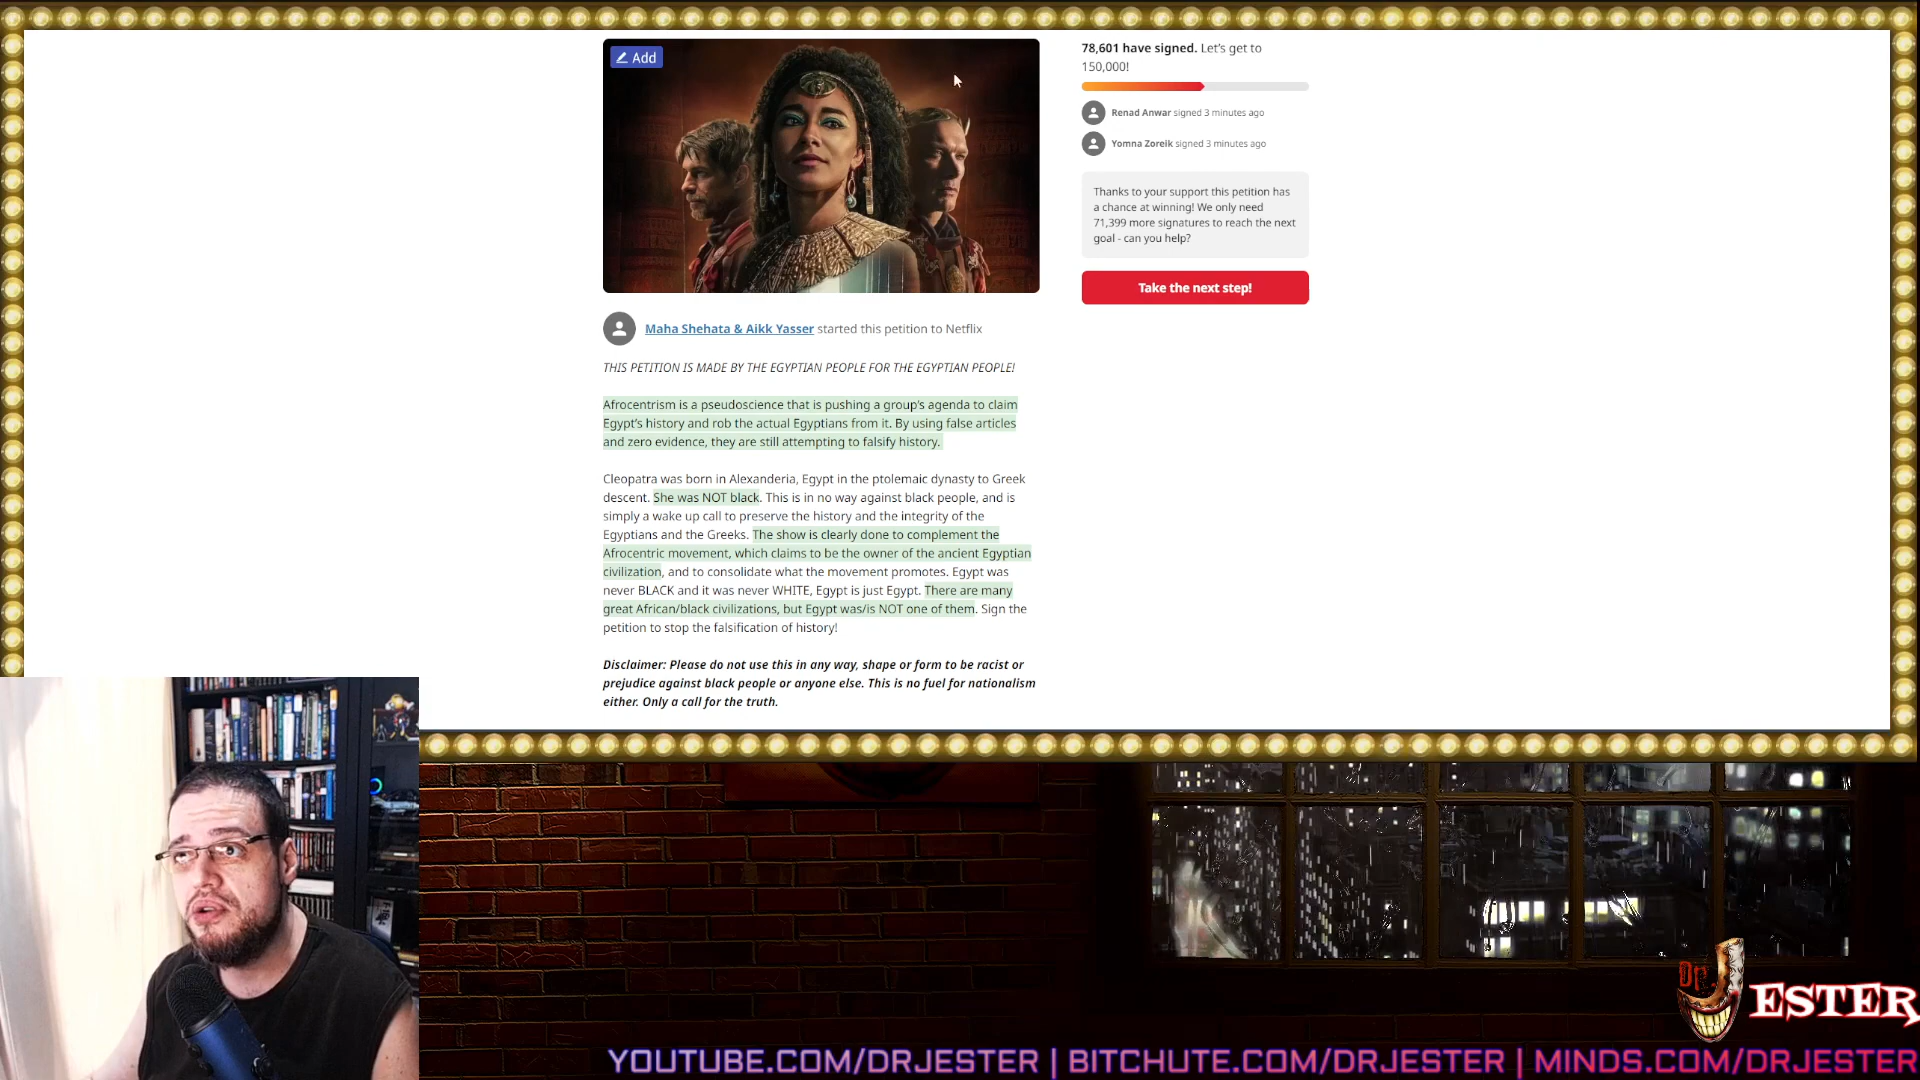 Add
78,601 have signed. Let's get to
150,000!
Renad Anwar signed 3 minutes ago
Yomna Zoreik signed 3 minutes ago
Thanks to your support this petition has
a chance at winning! We only need
71,399 more signatures to reach the next
goal - can you help?
Take the next step!
Maha Shehata & Aikk Yasser started this petition to Netflix
THIS PETITION IS MADE BY THE EGYPTIAN PEOPLE FOR THE EGYPTIAN PEOPLE!
Afrocentrism is a pseudoscience that is pushing a group's agenda to claim
Egypt's history and rob the actual Egyptians from it. By using false articles
and zero evidence, they are still attempting to falsify history.
Cleopatra was born in Alexanderia, Egypt in the ptolemaic dynasty to Greek
descent. She was NOT black. This is in no way against black people, and is
simply a wake up call to preserve the history and the integrity of the
Egyptians and the Greeks. The show is clearly done to complement the
Afrocentric movement, which claims to be the owner of the ancient Egyptian
civilization, and to consolidate what the movement promotes. Egypt was
never BLACK and it was never WHITE, Egypt is just Egypt. There are many
great African/black civilizations, but Egypt was/is NOT one of them. Sign the
petition to stop the falsification of history!
Disclaimer: Please do not use this in any way, shape or form to be racist or
prejudice against black people or anyone else. This is no fuel for nationalism
either. Only a call for the truth.
Dr. JESTER
YOUTUBE.COM/DRJESTER | BITCHUTE.COM/DRJESTER | MINDS.COM/DRJESTER